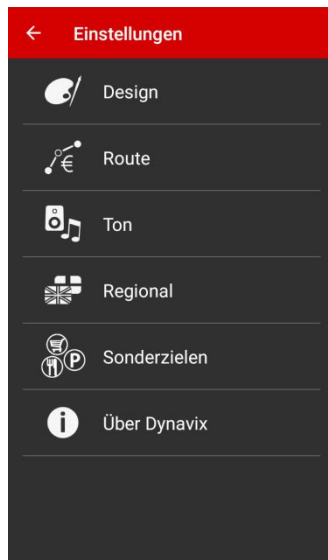 Einstellungen
Design
Route
Ton
Regional
Sonderzielen
Über Dynavix